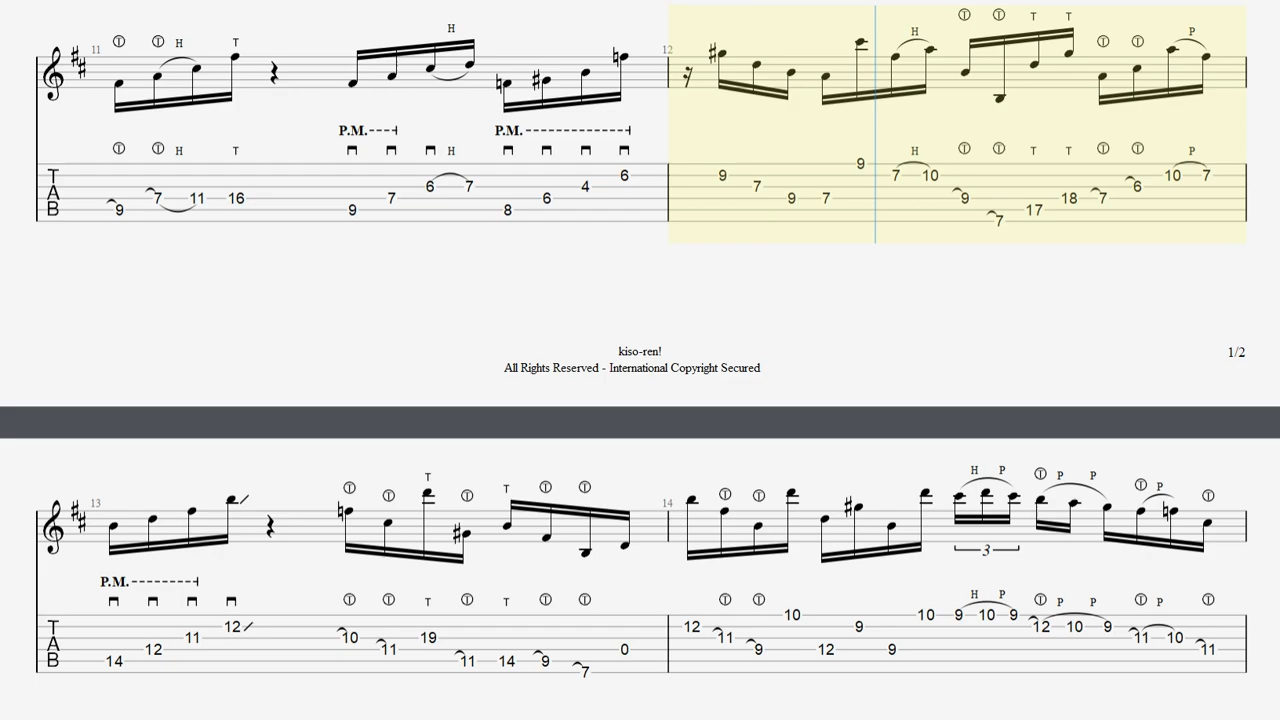 11 Ⓣ Ⓣ H T H 12 H Ⓣ Ⓣ T T Ⓣ Ⓣ P
P.M. P.M.
Ⓣ Ⓣ H T H H Ⓣ Ⓣ T T Ⓣ Ⓣ P
T 9 9 7 10 10 7 6
A 6 7 4 7 6
7 11 16 7 6 9 7 9 18 7
B 9 9 8 17
7
kiso-ren! 1/2
All Rights Reserved - International Copyright Secured
13 Ⓣ Ⓣ T Ⓣ T Ⓣ Ⓣ 14 Ⓣ Ⓣ H P Ⓣ P P Ⓣ P Ⓣ
3
P.M.
Ⓣ Ⓣ T Ⓣ T Ⓣ Ⓣ Ⓣ Ⓣ H P Ⓣ P P Ⓣ P Ⓣ
10 10 9 10 9
T 12 12 9 12 10 9
A 11 10 19 11 11 10
12 11 0 9 12 9 11
B 14 11 14 9
7